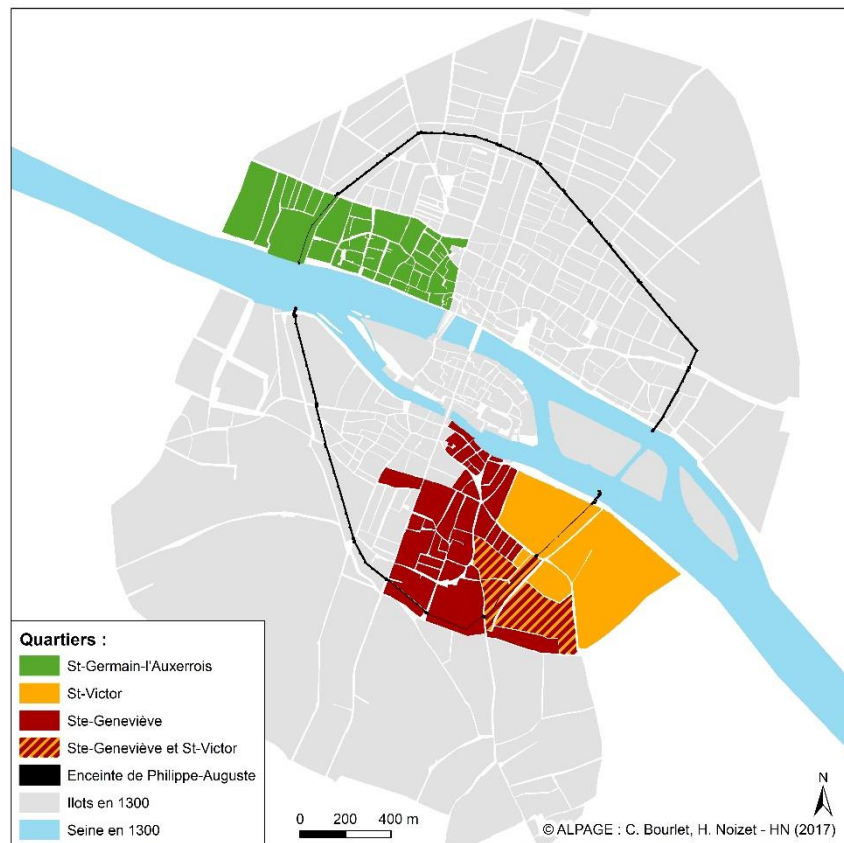 Quartiers :
St-Germain-l'Auxerrois
St-Victor
Ste-Geneviève
Ste-Geneviève et St-Victor
Enceinte de Philippe-Auguste
Ilots en 1300
Seine en 1300
0 200 400 m
N
© ALPAGE : C. Bourlet, H. Noizet - HN (2017)